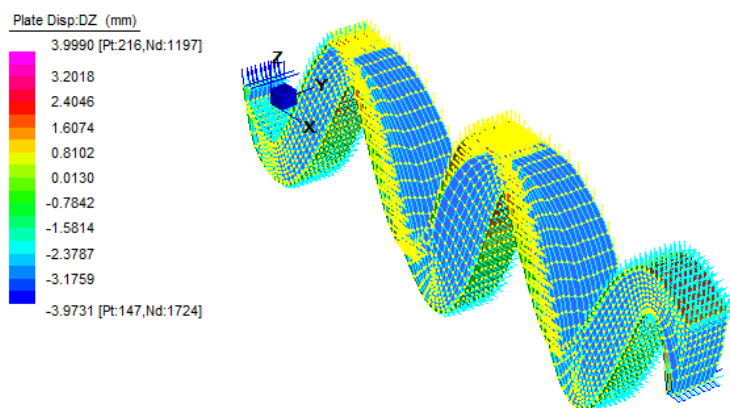 Plate Disp:DZ (mm)
3.9990 [Pt:216,Nd:1197]
3.2018
2.4046
1.6074
0.8102
0.0130
-0.7842
-1.5814
-2.3787
-3.1759
-3.9731 [Pt:147,Nd:1724]
Z
Y
X